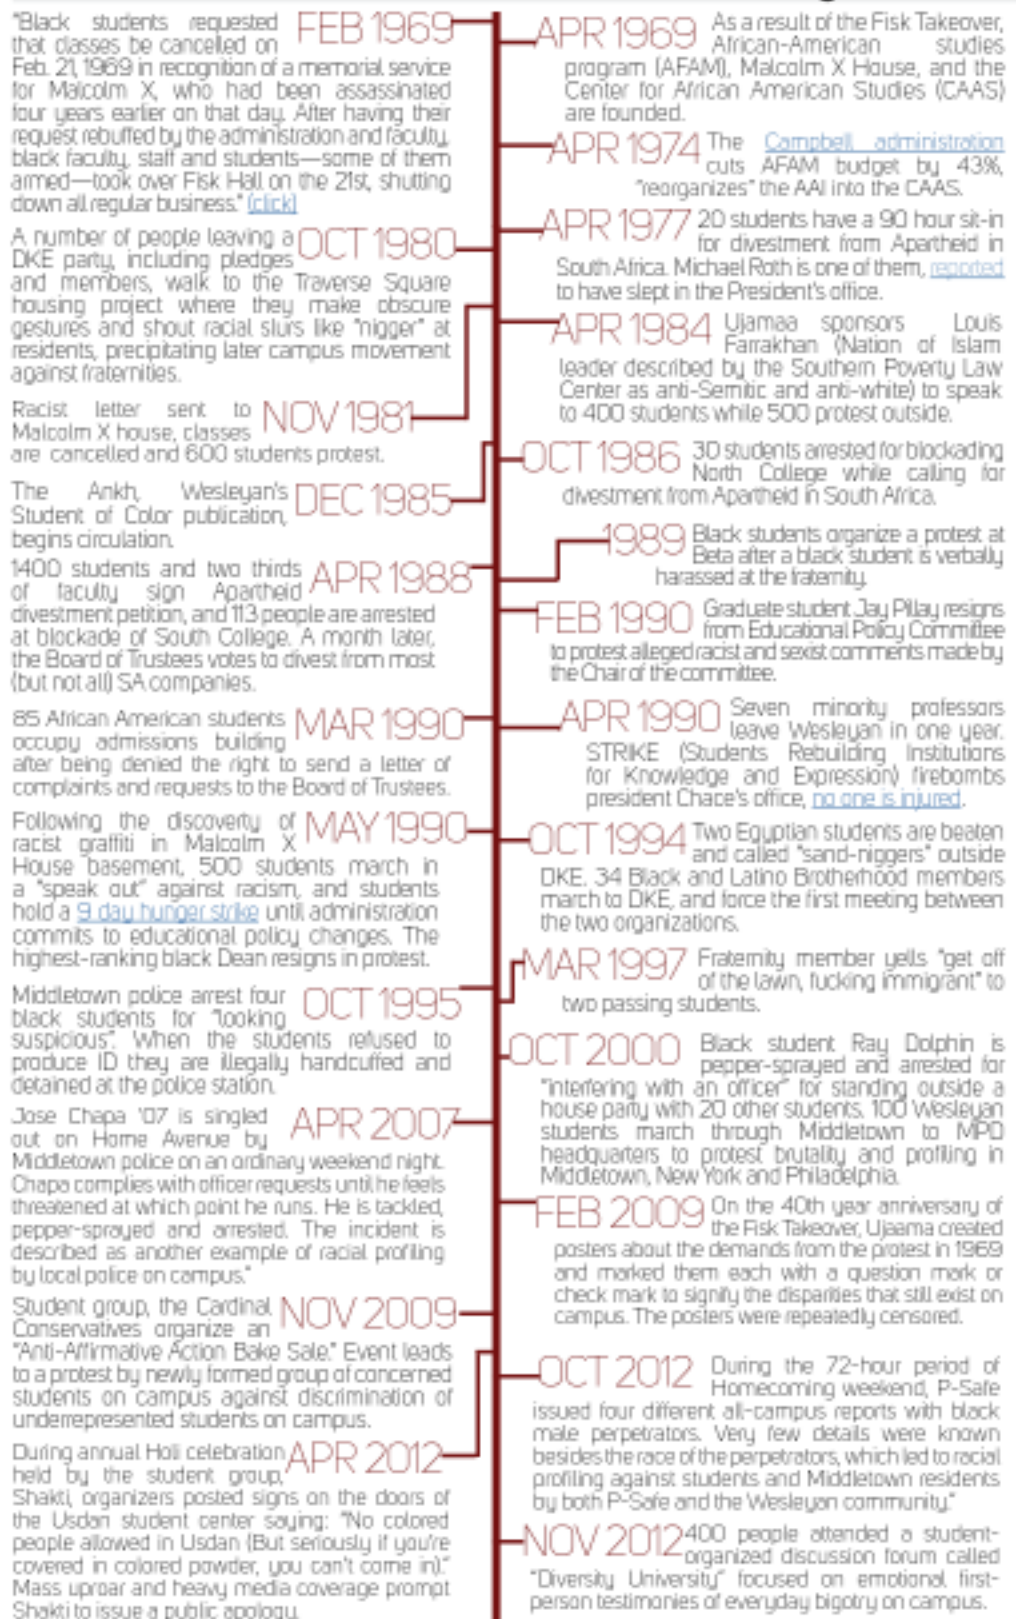 "Black students requested
that classes be cancelled on
FEB 1969
Feb. 21, 1969 in recognition of a memorial service
for Malcolm X, who had been assassinated
four years earlier on that day. After having their
request rebuffed by the administration and faculty,
black faculty, staff and students—some of them
armed—took over Fisk Hall on the 21st, shutting
down all regular business." (click)
APR 1969
As a result of the Fisk Takeover,
African-American studies
program (AFAM), Malcolm X House, and the
Center for African American Studies (CAAS)
are founded.
APR 1974
The Campbell administration
cuts AFAM budget by 43%,
"reorganizes" the AAI into the CAAS.
APR 1977
20 students have a 90 hour sit-in
for divestment from Apartheid in
South Africa. Michael Roth is one of them, reported
to have slept in the President's office.
A number of people leaving a
DKE party, including pledges
OCT 1980
and members, walk to the Traverse Square
housing project where they make obscure
gestures and shout racial slurs like "nigger" at
residents, precipitating later campus movement
against fraternities.
Racist letter sent to
Malcolm X house, classes
NOV 1981
are cancelled and 600 students protest.
APR 1984
Ujamaa sponsors Louis
Farrakhan (Nation of Islam
leader described by the Southern Poverty Law
Center as anti-Semitic and anti-white) to speak
to 400 students while 500 protest outside.
The Ankh, Wesleyan's
Student of Color publication,
DEC 1985
begins circulation.
OCT 1986
30 students arrested for blockading
North College while calling for
divestment from Apartheid in South Africa.
1400 students and two thirds
of faculty sign Apartheid
APR 1988
divestment petition, and 113 people are arrested
at blockade of South College. A month later,
the Board of Trustees votes to divest from most
(but not all) SA companies.
1989
Black students organize a protest at
Beta after a black student is verbally
harassed at the fraternity.
FEB 1990
Graduate student Jay Pillay resigns
from Educational Policy Committee
to protest alleged racist and sexist comments made by
the Chair of the committee.
85 African American students
occupy admissions building
MAR 1990
after being denied the right to send a letter of
complaints and requests to the Board of Trustees.
APR 1990
Seven minority professors
leave Wesleyan in one year.
STRIKE (Students Rebuilding Institutions
for Knowledge and Expression) firebombs
president Chace's office, no one is injured.
Following the discoverty of
racist graffiti in Malcolm X
MAY 1990
House basement, 500 students march in
a "speak out" against racism, and students
hold a 9 day hunger strike until administration
commits to educational policy changes. The
highest-ranking black Dean resigns in protest.
OCT 1994
Two Egyptian students are beaten
and called "sand-niggers" outside
DKE. 34 Black and Latino Brotherhood members
march to DKE, and force the first meeting between
the two organizations.
Middletown police arrest four
black students for "looking
OCT 1995
suspicious". When the students refused to
produce ID they are illegally handcuffed and
detained at the police station.
MAR 1997
Fraternity member yells "get off
of the lawn, fucking immigrant" to
two passing students.
OCT 2000
Black student Ray Dolphin is
pepper-sprayed and arrested for
"interfering with an officer" for standing outside a
house party with 20 other students. 100 Wesleyan
students march through Middletown to MPD
headquarters to protest brutality and profiling in
Middletown, New York and Philadelphia.
Jose Chapa '07 is singled
out on Home Avenue by
APR 2007
Middletown police on an ordinary weekend night.
Chapa complies with officer requests until he feels
threatened at which point he runs. He is tackled,
pepper-sprayed and arrested. The incident is
described as another example of racial profiling
by local police on campus."
FEB 2009
On the 40th year anniversary of
the Fisk Takeover, Ujaama created
posters about the demands from the protest in 1969
and marked them each with a question mark or
check mark to signify the disparities that still exist on
campus. The posters were repeatedly censored.
Student group, the Cardinal
Conservatives organize an
NOV 2009
"Anti-Affirmative Action Bake Sale." Event leads
to a protest by newly formed group of concerned
students on campus against discrimination of
underrepresented students on campus.
During annual Holi celebration
held by the student group,
APR 2012
Shakti, organizers posted signs on the doors of
the Usdan student center saying: "No colored
people allowed in Usdan (But seriously if you're
covered in colored powder, you can't come in)."
Mass uproar and heavy media coverage prompt
Shakti to issue a public apology.
OCT 2012
During the 72-hour period of
Homecoming weekend, P-Safe
issued four different all-campus reports with black
male perpetrators. Very few details were known
besides the race of the perpetrators, which led to racial
profiling against students and Middletown residents
by both P-Safe and the Wesleyan community."
NOV 2012
400 people attended a student-
organized discussion forum called
"Diversity University" focused on emotional first-
person testimonies of everyday bigotry on campus.